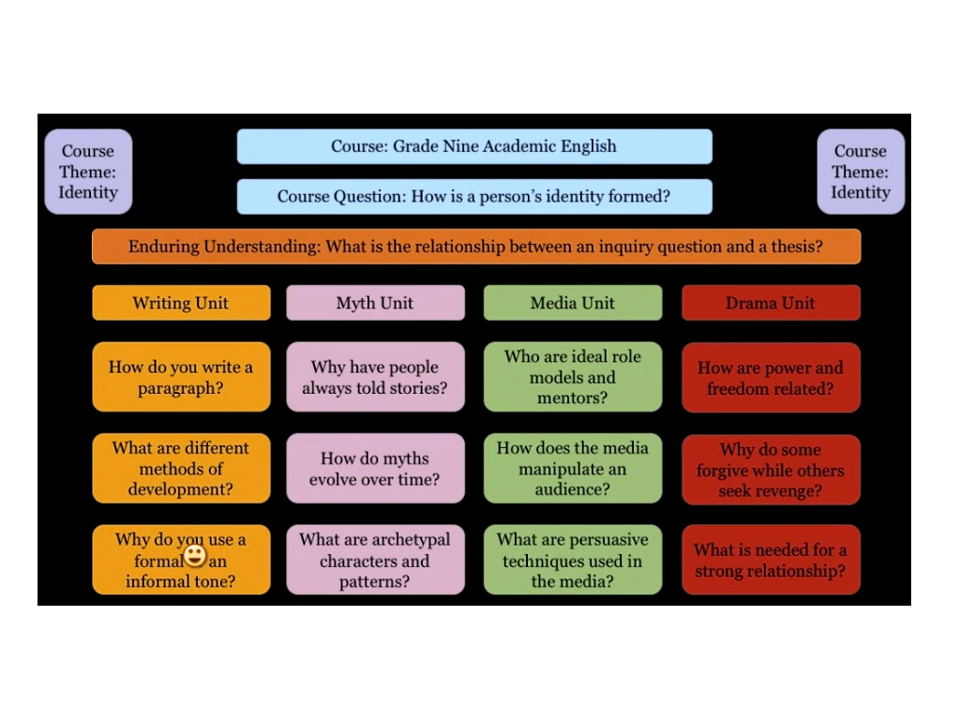 Course
Theme:
Identity
Course: Grade Nine Academic English
Course Question: How is a person's identity formed?
Course
Theme:
Identity
Enduring Understanding: What is the relationship between an inquiry question and a thesis?
Writing Unit
How do you write a
paragraph?
What are different
methods of
development?
Why do you use a
formal an
informal tone?
Myth Unit
Why have people
always told stories?
How do myths
evolve over time?
What are archetypal
characters and
patterns?
Media Unit
Who are ideal role
models and
mentors?
How does the media
manipulate an
audience?
What are persuasive
techniques used in
the media?
Drama Unit
How are power and
freedom related?
Why do some
forgive while others
seek revenge?
What is needed for a
strong relationship?